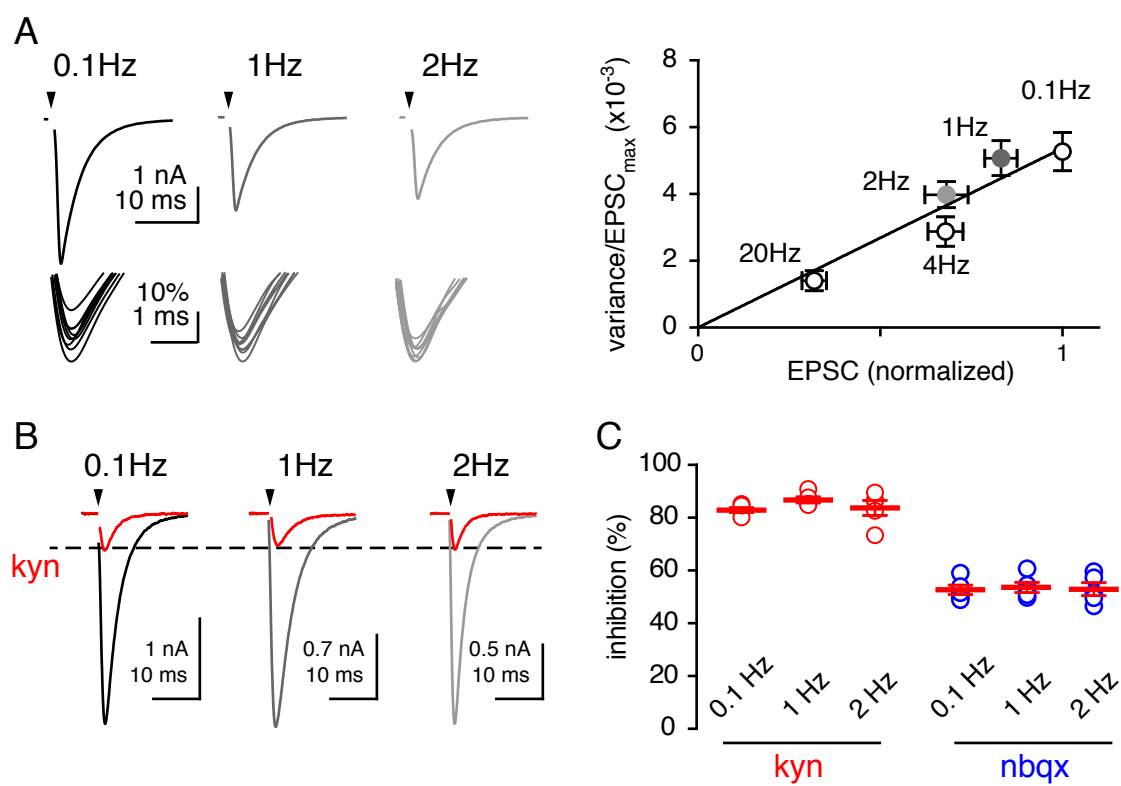 A
0.1Hz 1Hz 2Hz
1 nA
10 ms
10%
1 ms
variance/EPSCmax (x10-3)
8
6
4
2
0
0.1Hz
1Hz
2Hz
4Hz
20Hz
0 1
EPSC (normalized)
B
0.1Hz 1Hz 2Hz
kyn
1 nA
10 ms
0.7 nA
10 ms
0.5 nA
10 ms
C
inhibition (%)
100
80
60
40
20
0
0.1 Hz 1 Hz 2 Hz 0.1 Hz 1 Hz 2 Hz
kyn nbqx